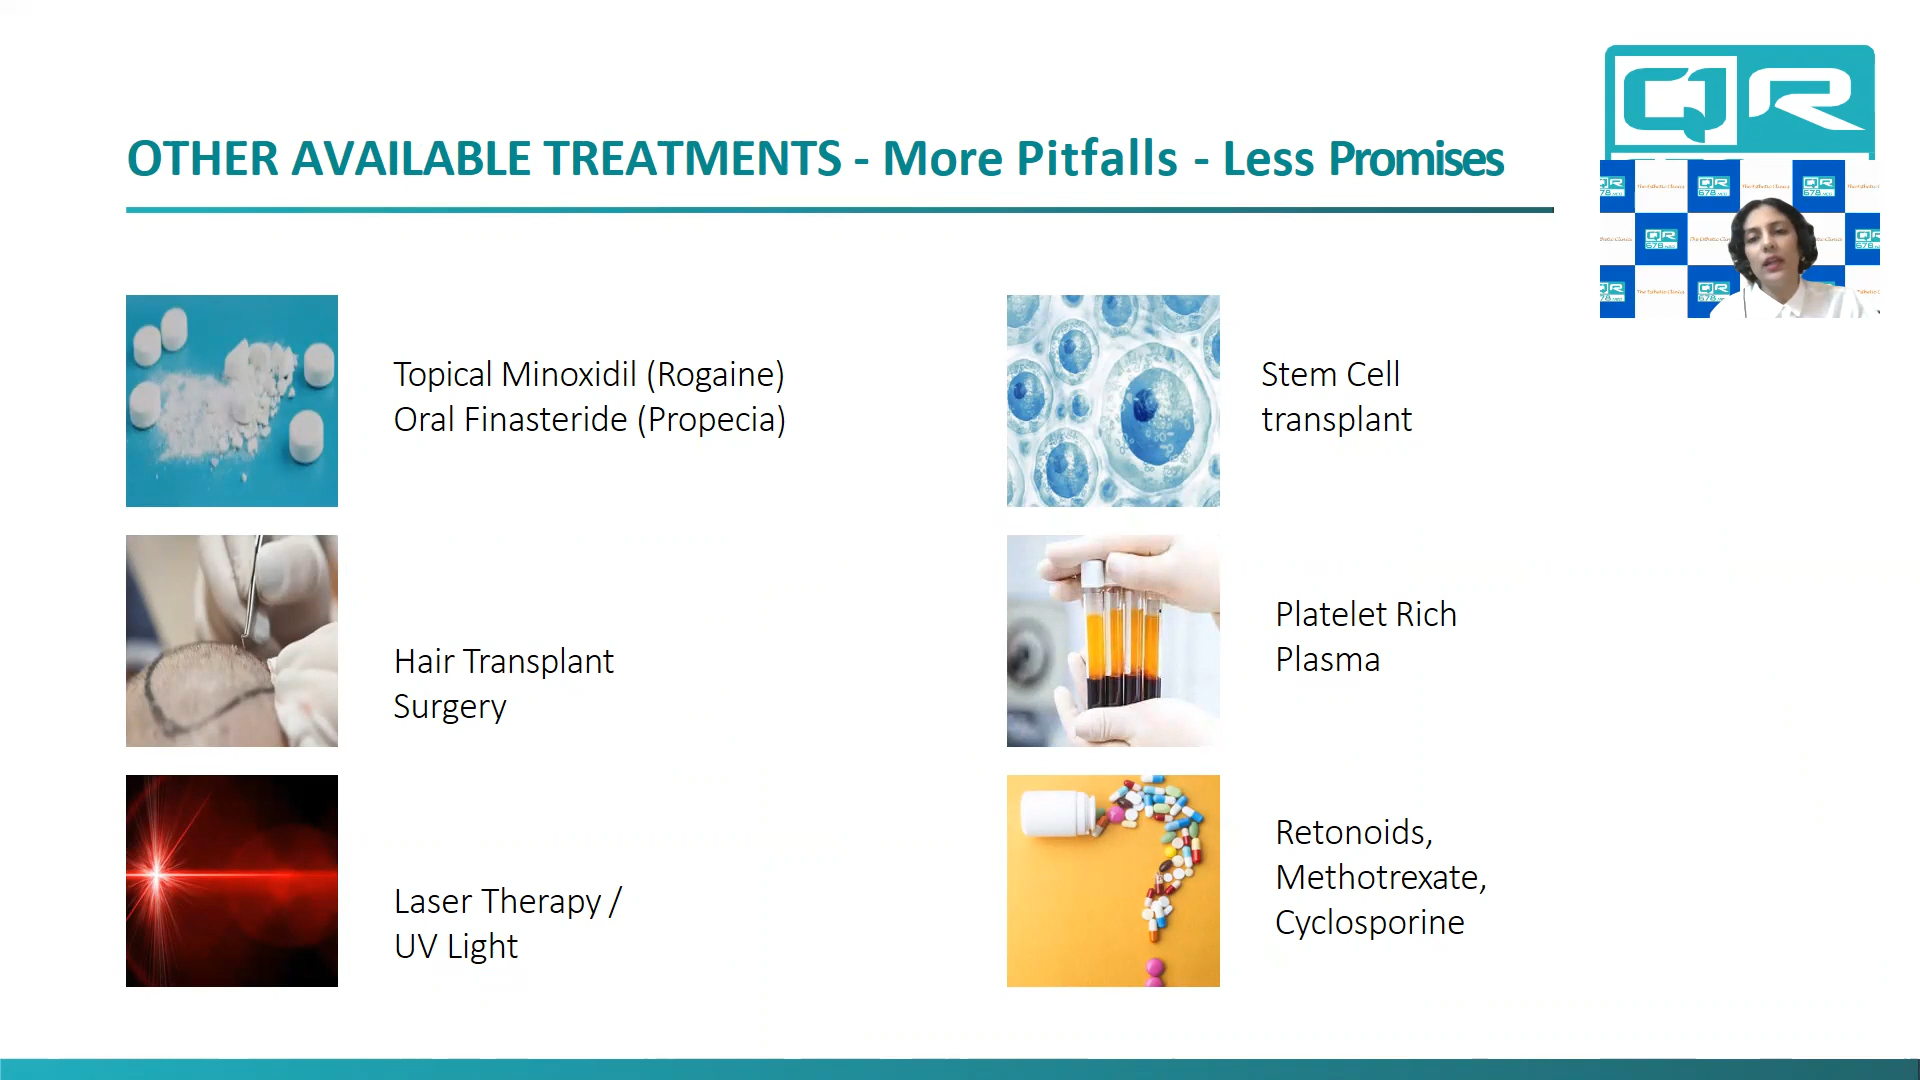 QR
OTHER AVAILABLE TREATMENTS - More Pitfalls - Less Promises
Topical Minoxidil (Rogaine)
Oral Finasteride (Propecia)
Hair Transplant
Surgery
Laser Therapy /
UV Light
Stem Cell
transplant
Platelet Rich
Plasma
Retonoids,
Methotrexate,
Cyclosporine